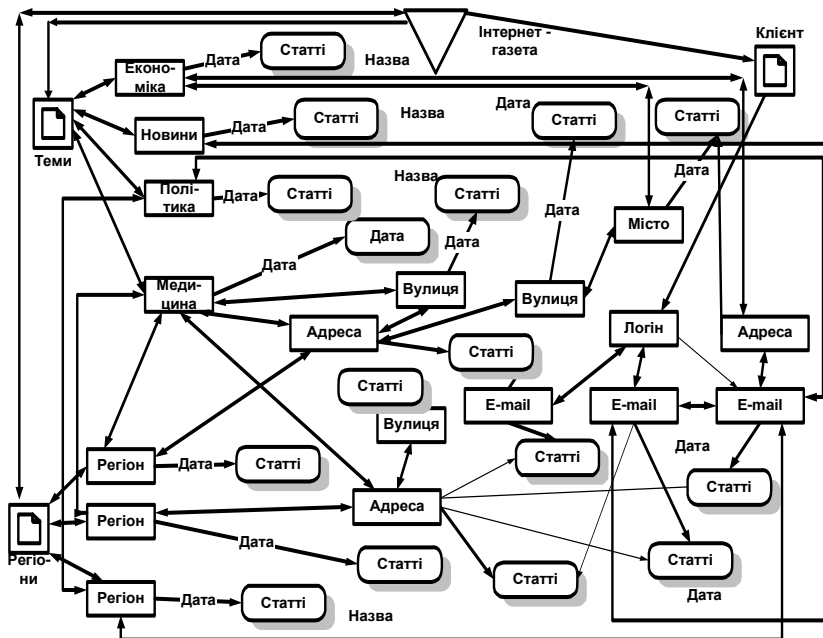 Інтернет -
газета
Клієнт
Статті
Дата
Назва
Еконо-
міка
Теми
Статті
Дата
Назва
Новини
Дата
Статті
Статті
Назва
Полі-
тика
Дата
Статті
Статті
Дата
Дата
Місто
Дата
Дата
Дата
Меди-
цина
Вулиця
Вулиця
Адреса
Логін
Адреса
Статті
Статті
E-mail
E-mail
E-mail
Вулиця
Дата
Регіон
Дата
Статті
Статті
Статті
Адреса
Регіон
Дата
Регіо-
ни
Статті
Статті
Статті
Регіон
Дата
Статті
Назва
Дата